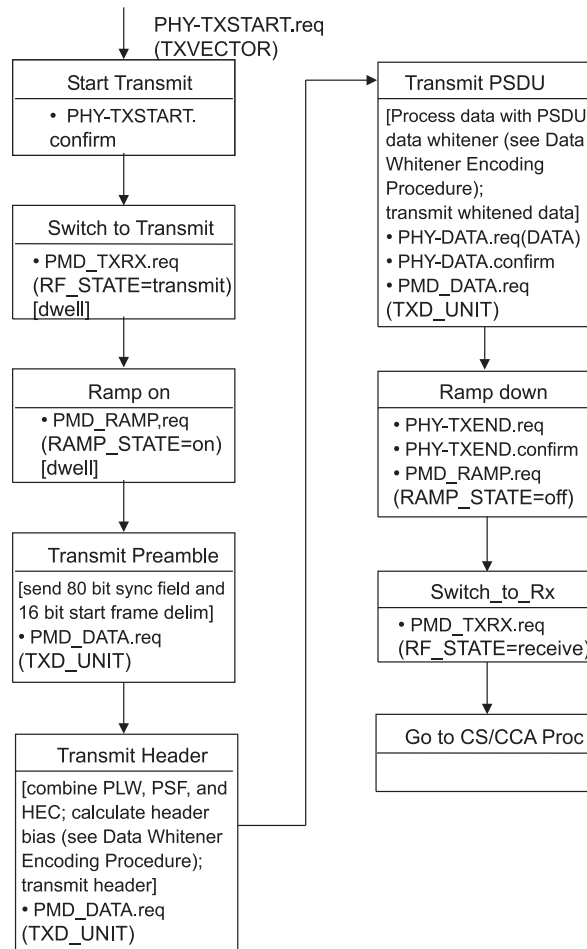 PHY-TXSTART.req
(TXVECTOR)
Start Transmit
• PHY-TXSTART.
confirm
Switch to Transmit
• PMD_TXRX.req
(RF_STATE=transmit)
[dwell]
Ramp on
• PMD_RAMP,req
(RAMP_STATE=on)
[dwell]
Transmit Preamble
[send 80 bit sync field and
16 bit start frame delim]
• PMD_DATA.req
(TXD_UNIT)
Transmit Header
[combine PLW, PSF, and
HEC; calculate header
bias (see Data Whitener
Encoding Procedure);
transmit header]
• PMD_DATA.req
(TXD_UNIT)
Transmit PSDU
[Process data with PSDU
data whitener (see Data
Whitener Encoding
Procedure);
transmit whitened data]
• PHY-DATA.req(DATA)
• PHY-DATA.confirm
• PMD_DATA.req
(TXD_UNIT)
Ramp down
• PHY-TXEND.req
• PHY-TXEND.confirm
• PMD_RAMP.req
(RAMP_STATE=off)
Switch_to_Rx
• PMD_TXRX.req
(RF_STATE=receive)
Go to CS/CCA Proc